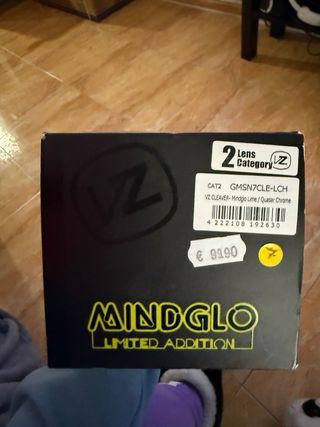 VZ
2 Lens
Category
VZ
CAT2 GMSN7CLE-LCH
VZ CLEAVER- Mindglo Lime / Quasar Chrome
4 222108 192630
€ 9190
MINDGLO
LIMITED ADDITION